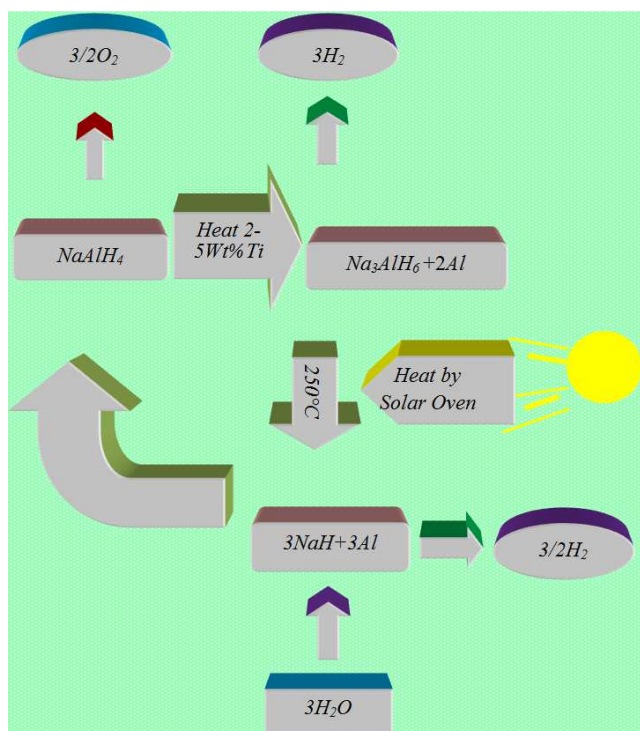 3/2O₂
3H₂
NaAlH₄
Heat 2-
5Wt%Ti
Na₃AlH₆+2Al
250°C
Heat by
Solar Oven
3NaH+3Al
3/2H₂
3H₂O